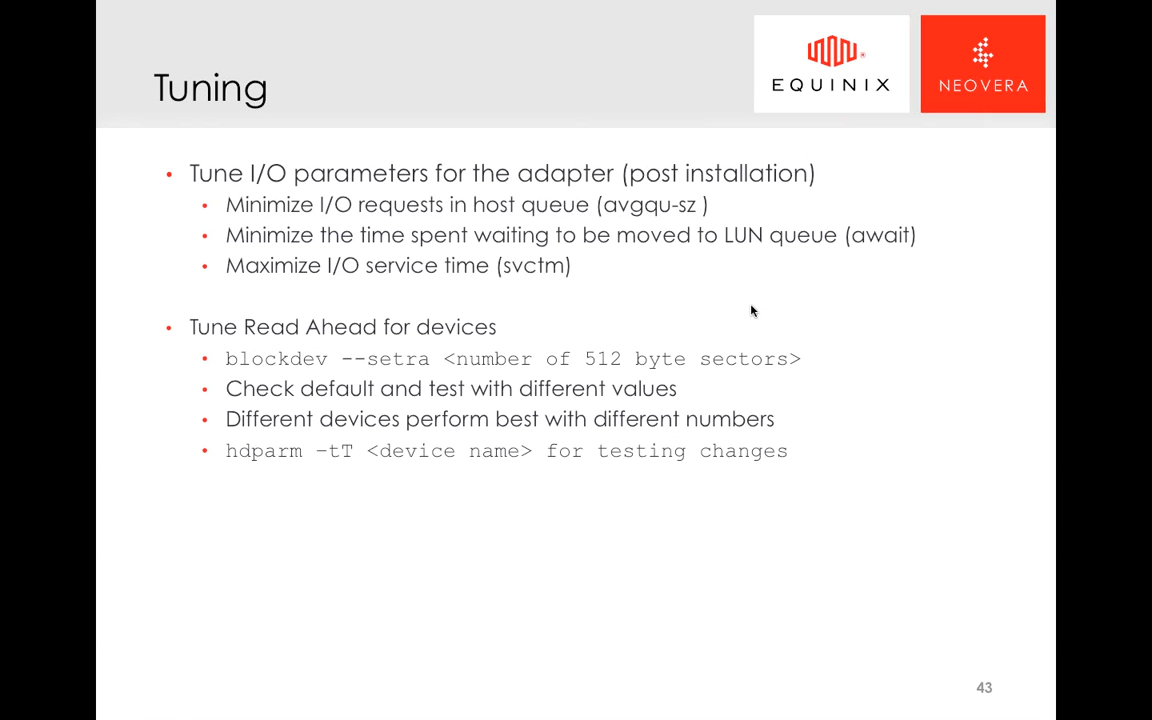 Tuning
EQUINIX
NEOVERA
• Tune I/O parameters for the adapter (post installation)
• Minimize I/O requests in host queue (avgqu-sz )
• Minimize the time spent waiting to be moved to LUN queue (await)
• Maximize I/O service time (svctm)
• Tune Read Ahead for devices
• blockdev --setra <number of 512 byte sectors>
• Check default and test with different values
• Different devices perform best with different numbers
• hdparm –tT <device name> for testing changes
43